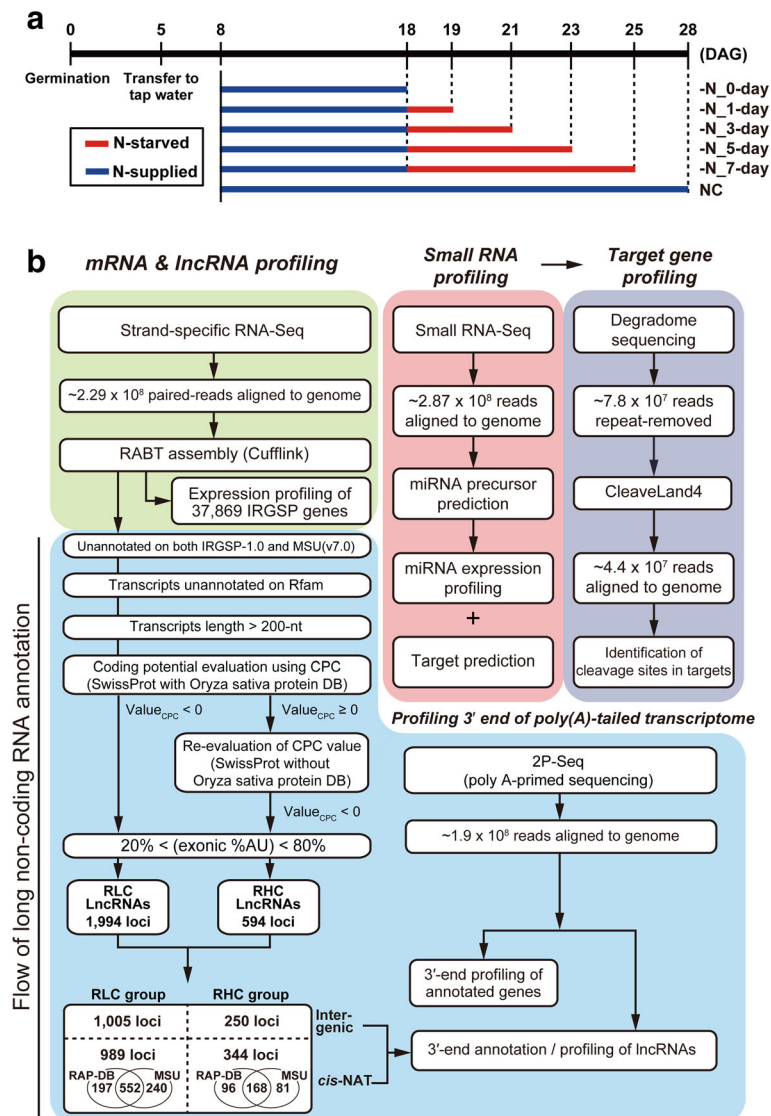 a
0 5 8 18 19 21 23 25 28
(DAG)
Germination
Transfer to
tap water
-N_0-day
-N_1-day
-N_3-day
-N_5-day
-N_7-day
NC
N-starved
N-supplied
b
mRNA & lncRNA profiling
Strand-specific RNA-Seq
~2.29 x 10⁸ paired-reads aligned to genome
RABT assembly (Cufflink)
Expression profiling of
37,869 IRGSP genes
Small RNA
profiling
Small RNA-Seq
~2.87 x 10⁸ reads
aligned to genome
miRNA precursor
prediction
miRNA expression
profiling
+
Target prediction
Target gene
profiling
Degradome
sequencing
~7.8 x 10⁷ reads
repeat-removed
CleaveLand4
~4.4 x 10⁷ reads
aligned to genome
Identification of
cleavage sites in targets
Flow of long non-coding RNA annotation
Unannotated on both IRGSP-1.0 and MSU(v7.0)
Transcripts unannotated on Rfam
Transcripts length > 200-nt
Coding potential evaluation using CPC
(SwissProt with Oryza sativa protein DB)
Value CPC < 0
Value CPC ≥ 0
Re-evaluation of CPC value
(SwissProt without
Oryza sativa protein DB)
Value CPC < 0
20% < (exonic %AU) < 80%
RLC
LncRNAs
1,994 loci
RHC
LncRNAs
594 loci
RLC group
RHC group
1,005 loci
250 loci
Inter-
genic
989 loci
344 loci
RAP-DB
MSU
197 552 240
RAP-DB
MSU
96 168 81
cis-NAT
Profiling 3′ end of poly(A)-tailed transcriptome
2P-Seq
(poly A-primed sequencing)
~1.9 x 10⁸ reads aligned to genome
3′-end profiling of
annotated genes
3′-end annotation / profiling of lncRNAs